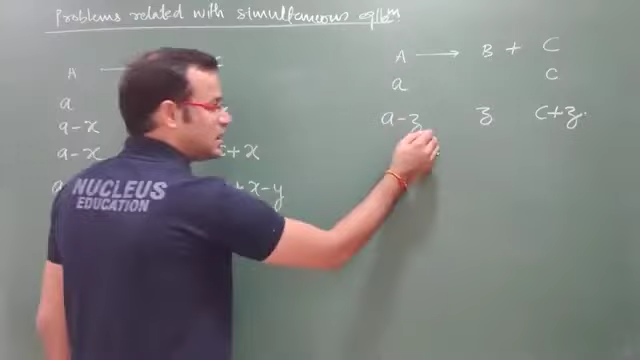 Problems related with simultaneous eqlbm
A →
a
a-x
a-x + x
a + x-y
A → B + C
a c
a-z z c+z.
NUCLEUS
EDUCATION